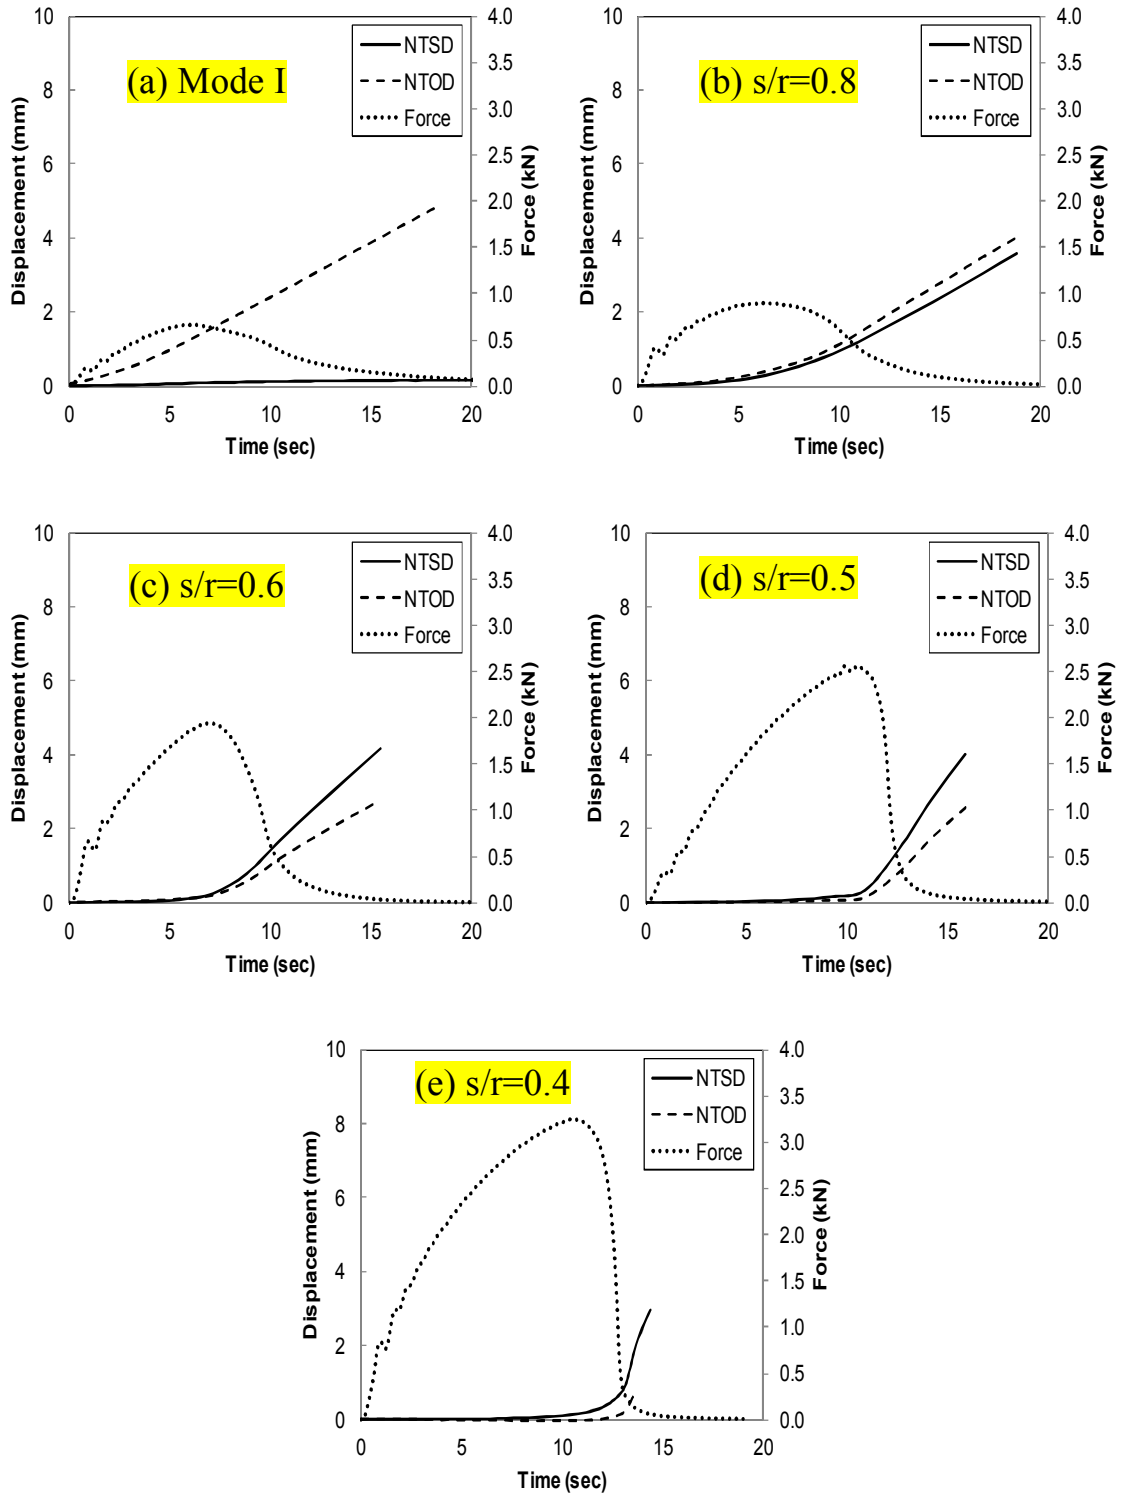 10
8
6
4
2
0
Displacement (mm)
(a) Mode I
NTSD
NTOD
Force
4.0
3.5
3.0
2.5
2.0
1.5
1.0
0.5
0.0
Force (kN)
0 5 10 15 20
Time (sec)
10
8
6
4
2
0
Displacement (mm)
(b) s/r=0.8
NTSD
NTOD
Force
4.0
3.5
3.0
2.5
2.0
1.5
1.0
0.5
0.0
Force (kN)
0 5 10 15 20
Time (sec)
10
8
6
4
2
0
Displacement (mm)
(c) s/r=0.6
NTSD
NTOD
Force
4.0
3.5
3.0
2.5
2.0
1.5
1.0
0.5
0.0
Force (kN)
0 5 10 15 20
Time (sec)
10
8
6
4
2
0
Displacement (mm)
(d) s/r=0.5
NTSD
NTOD
Force
4.0
3.5
3.0
2.5
2.0
1.5
1.0
0.5
0.0
Force (kN)
0 5 10 15 20
Time (sec)
10
8
6
4
2
0
Displacement (mm)
(e) s/r=0.4
NTSD
NTOD
Force
4.0
3.5
3.0
2.5
2.0
1.5
1.0
0.5
0.0
Force (kN)
0 5 10 15 20
Time (sec)